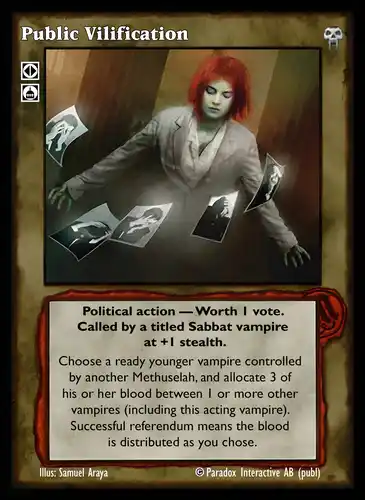 Public Vilification
Political action — Worth 1 vote.
Called by a titled Sabbat vampire
at +1 stealth.
Choose a ready younger vampire controlled
by another Methuselah, and allocate 3 of
his or her blood between 1 or more other
vampires (including this acting vampire).
Successful referendum means the blood
is distributed as you chose.
Illus: Samuel Araya © Paradox Interactive AB (publ)